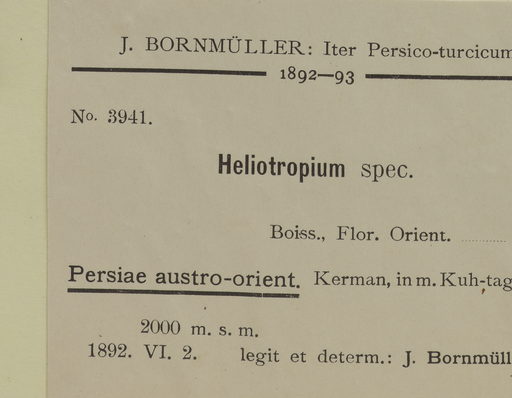 J. BORNMÜLLER: Iter Persico-turcicum
1892—93
No. 3941.
Heliotropium spec.
Boiss., Flor. Orient. ............
Persiae austro-orient. Kerman, in m. Kuh-tag
2000 m. s. m.
1892. VI. 2. legit et determ.: J. Bornmüll